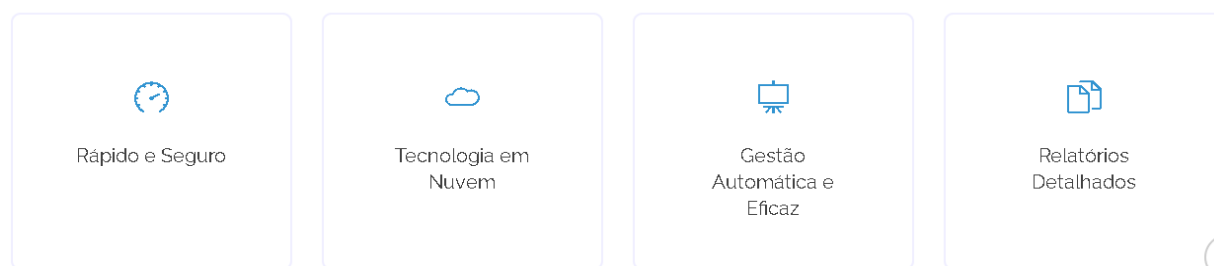 Rápido e Seguro
Tecnologia em
Nuvem
Gestão
Automática e
Eficaz
Relatórios
Detalhados